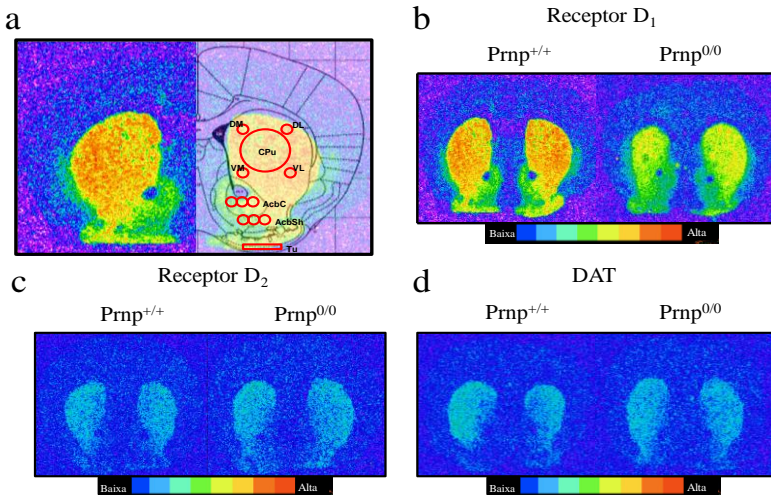 a
DM
DL
CPu
VM
VL
AcbC
AcbSh
Tu
b
Receptor D₁
Prnp⁺/⁺
Prnp⁰/⁰
Baixa
Alta
c
Receptor D₂
Prnp⁺/⁺
Prnp⁰/⁰
Baixa
Alta
d
DAT
Prnp⁺/⁺
Prnp⁰/⁰
Baixa
Alta